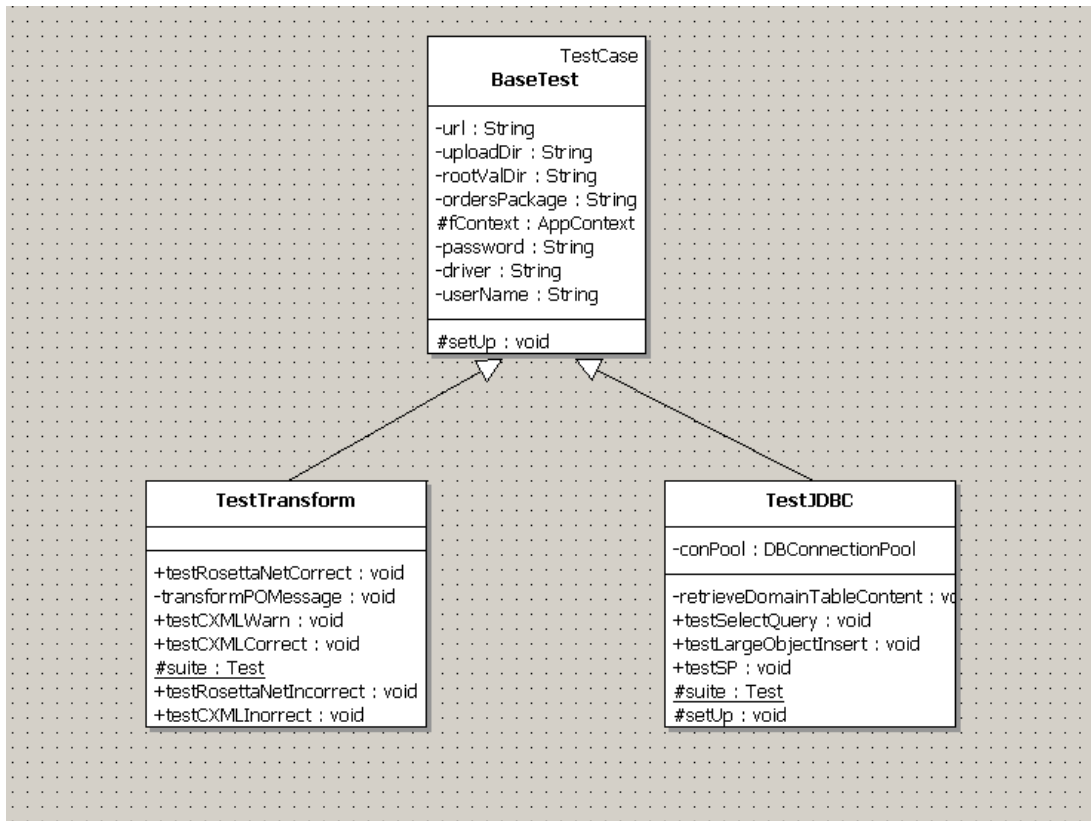 TestCase
BaseTest
-url : String
-uploadDir : String
-rootValDir : String
-ordersPackage : String
#fContext : AppContext
-password : String
-driver : String
-userName : String
#setUp : void
TestTransform
+testRosettaNetCorrect : void
-transformPOMessage : void
+testCXMLWarn : void
+testCXMLCorrect : void
#suite : Test
+testRosettaNetIncorrect : void
+testCXMLInorrect : void
TestJDBC
-conPool : DBConnectionPool
-retrieveDomainTableContent : vo
+testSelectQuery : void
+testLargeObjectInsert : void
+testSP : void
#suite : Test
#setUp : void